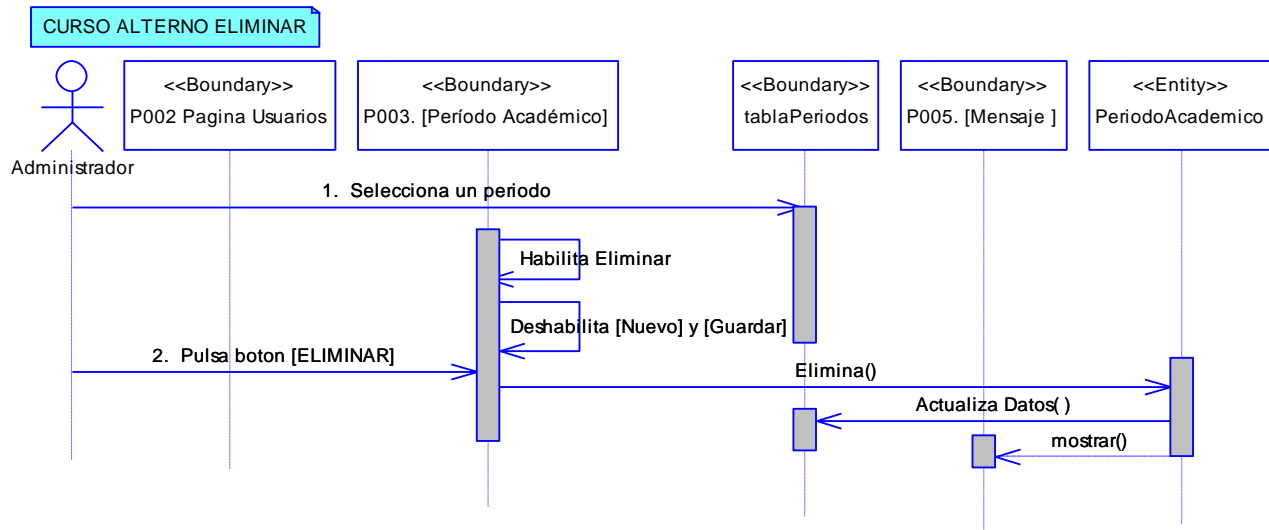 CURSO ALTERNO ELIMINAR
Administrador
<<Boundary>>
P002 Pagina Usuarios
<<Boundary>>
P003. [Período Académico]
<<Boundary>>
tablaPeriodos
<<Boundary>>
P005. [Mensaje ]
<<Entity>>
PeriodoAcademico
1. Selecciona un periodo
Habilita Eliminar
Deshabilita [Nuevo] y [Guardar]
2. Pulsa boton [ELIMINAR]
Elimina()
Actualiza Datos( )
mostrar()